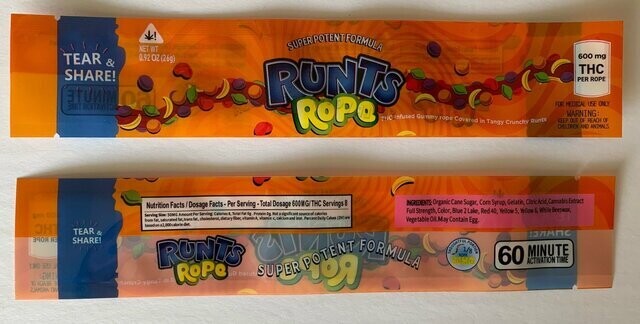 TEAR &
SHARE!
NET WT
0.92 OZ (26g)
SUPER POTENT FORMULA
RUNTS
ROPE
THC Infused Gummy rope Covered in Tangy Crunchy Runts
600 mg
THC
PER ROPE
FOR MEDICAL USE ONLY
WARNING:
KEEP OUT OF REACH OF
CHILDREN AND ANIMALS
TEAR &
SHARE!
Nutrition Facts / Dosage Facts - Per Serving - Total Dosage 600MG/THC Servings 8
INGREDIENTS: Organic Cane Sugar, Corn Syrup, Gelatin, Citric Acid, Cannabis Extract
Full Strength, Color, Blue 2 Lake, Red 40, Yellow 5, Yellow 6, White Beeswax,
Vegetable Oil. May Contain Egg.
RUNTS
ROPE
SUPER POTENT FORMULA
60 MINUTE
ACTIVATION TIME